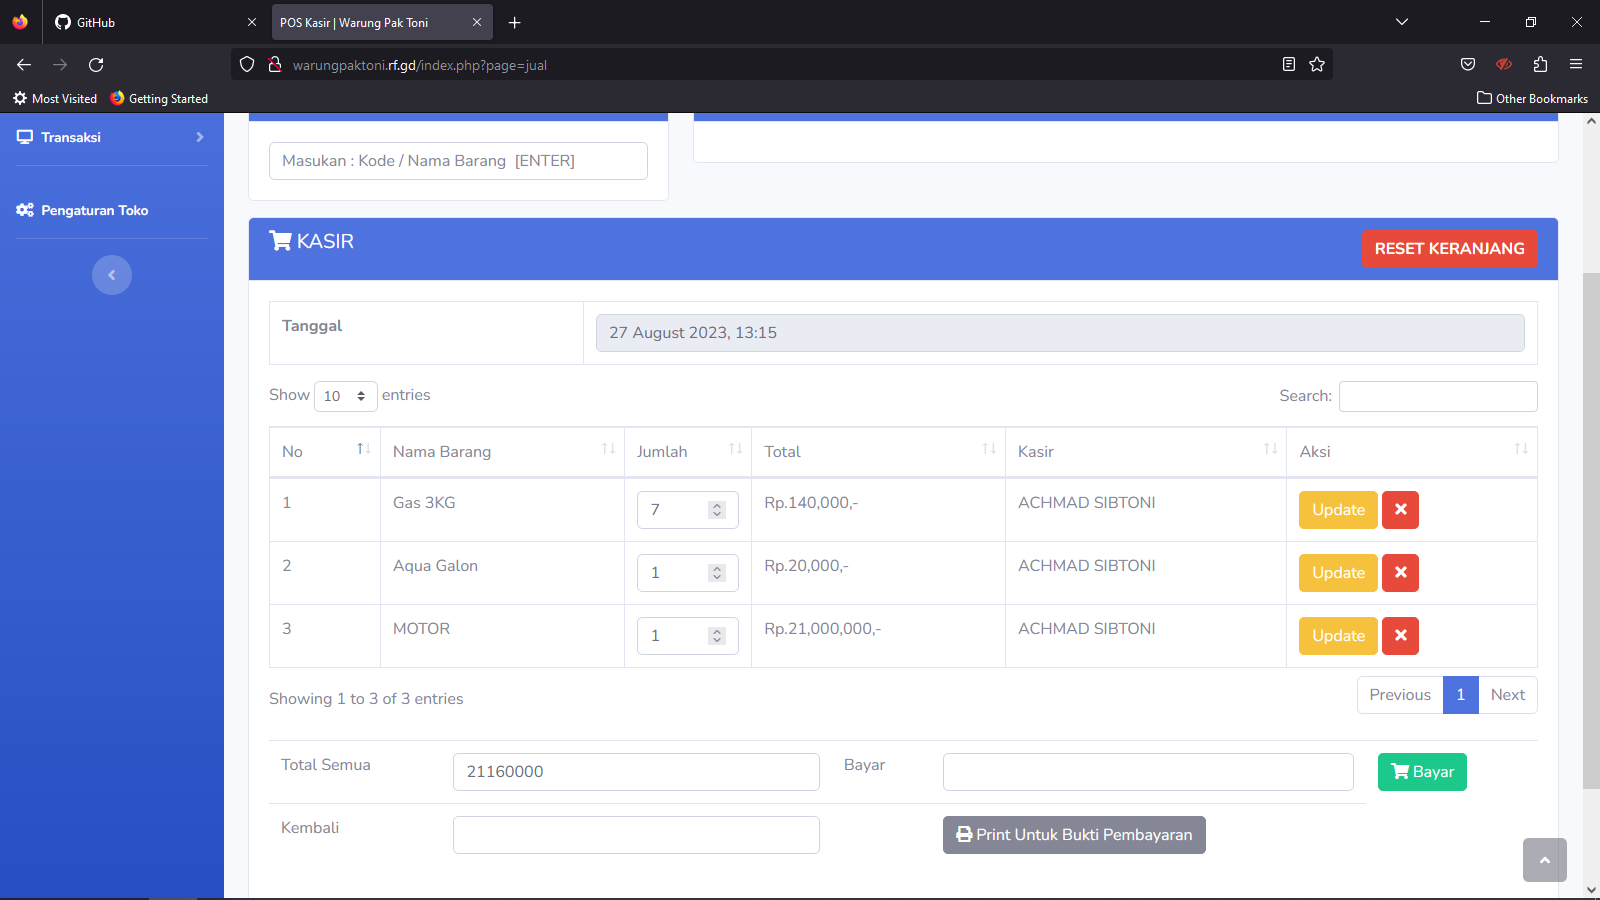 GitHub
POS Kasir | Warung Pak Toni
warungpaktoni.rf.gd/index.php?page=jual
Most Visited
Getting Started
Other Bookmarks
Transaksi
Pengaturan Toko
Masukan : Kode / Nama Barang [ENTER]
KASIR
RESET KERANJANG
Tanggal
27 August 2023, 13:15
Show 10 entries
Search:
No Nama Barang Jumlah Total Kasir Aksi
1 Gas 3KG 7 Rp.140,000,- ACHMAD SIBTONI Update
2 Aqua Galon 1 Rp.20,000,- ACHMAD SIBTONI Update
3 MOTOR 1 Rp.21,000,000,- ACHMAD SIBTONI Update
Showing 1 to 3 of 3 entries
Previous 1 Next
Total Semua 21160000 Bayar Bayar
Kembali Print Untuk Bukti Pembayaran